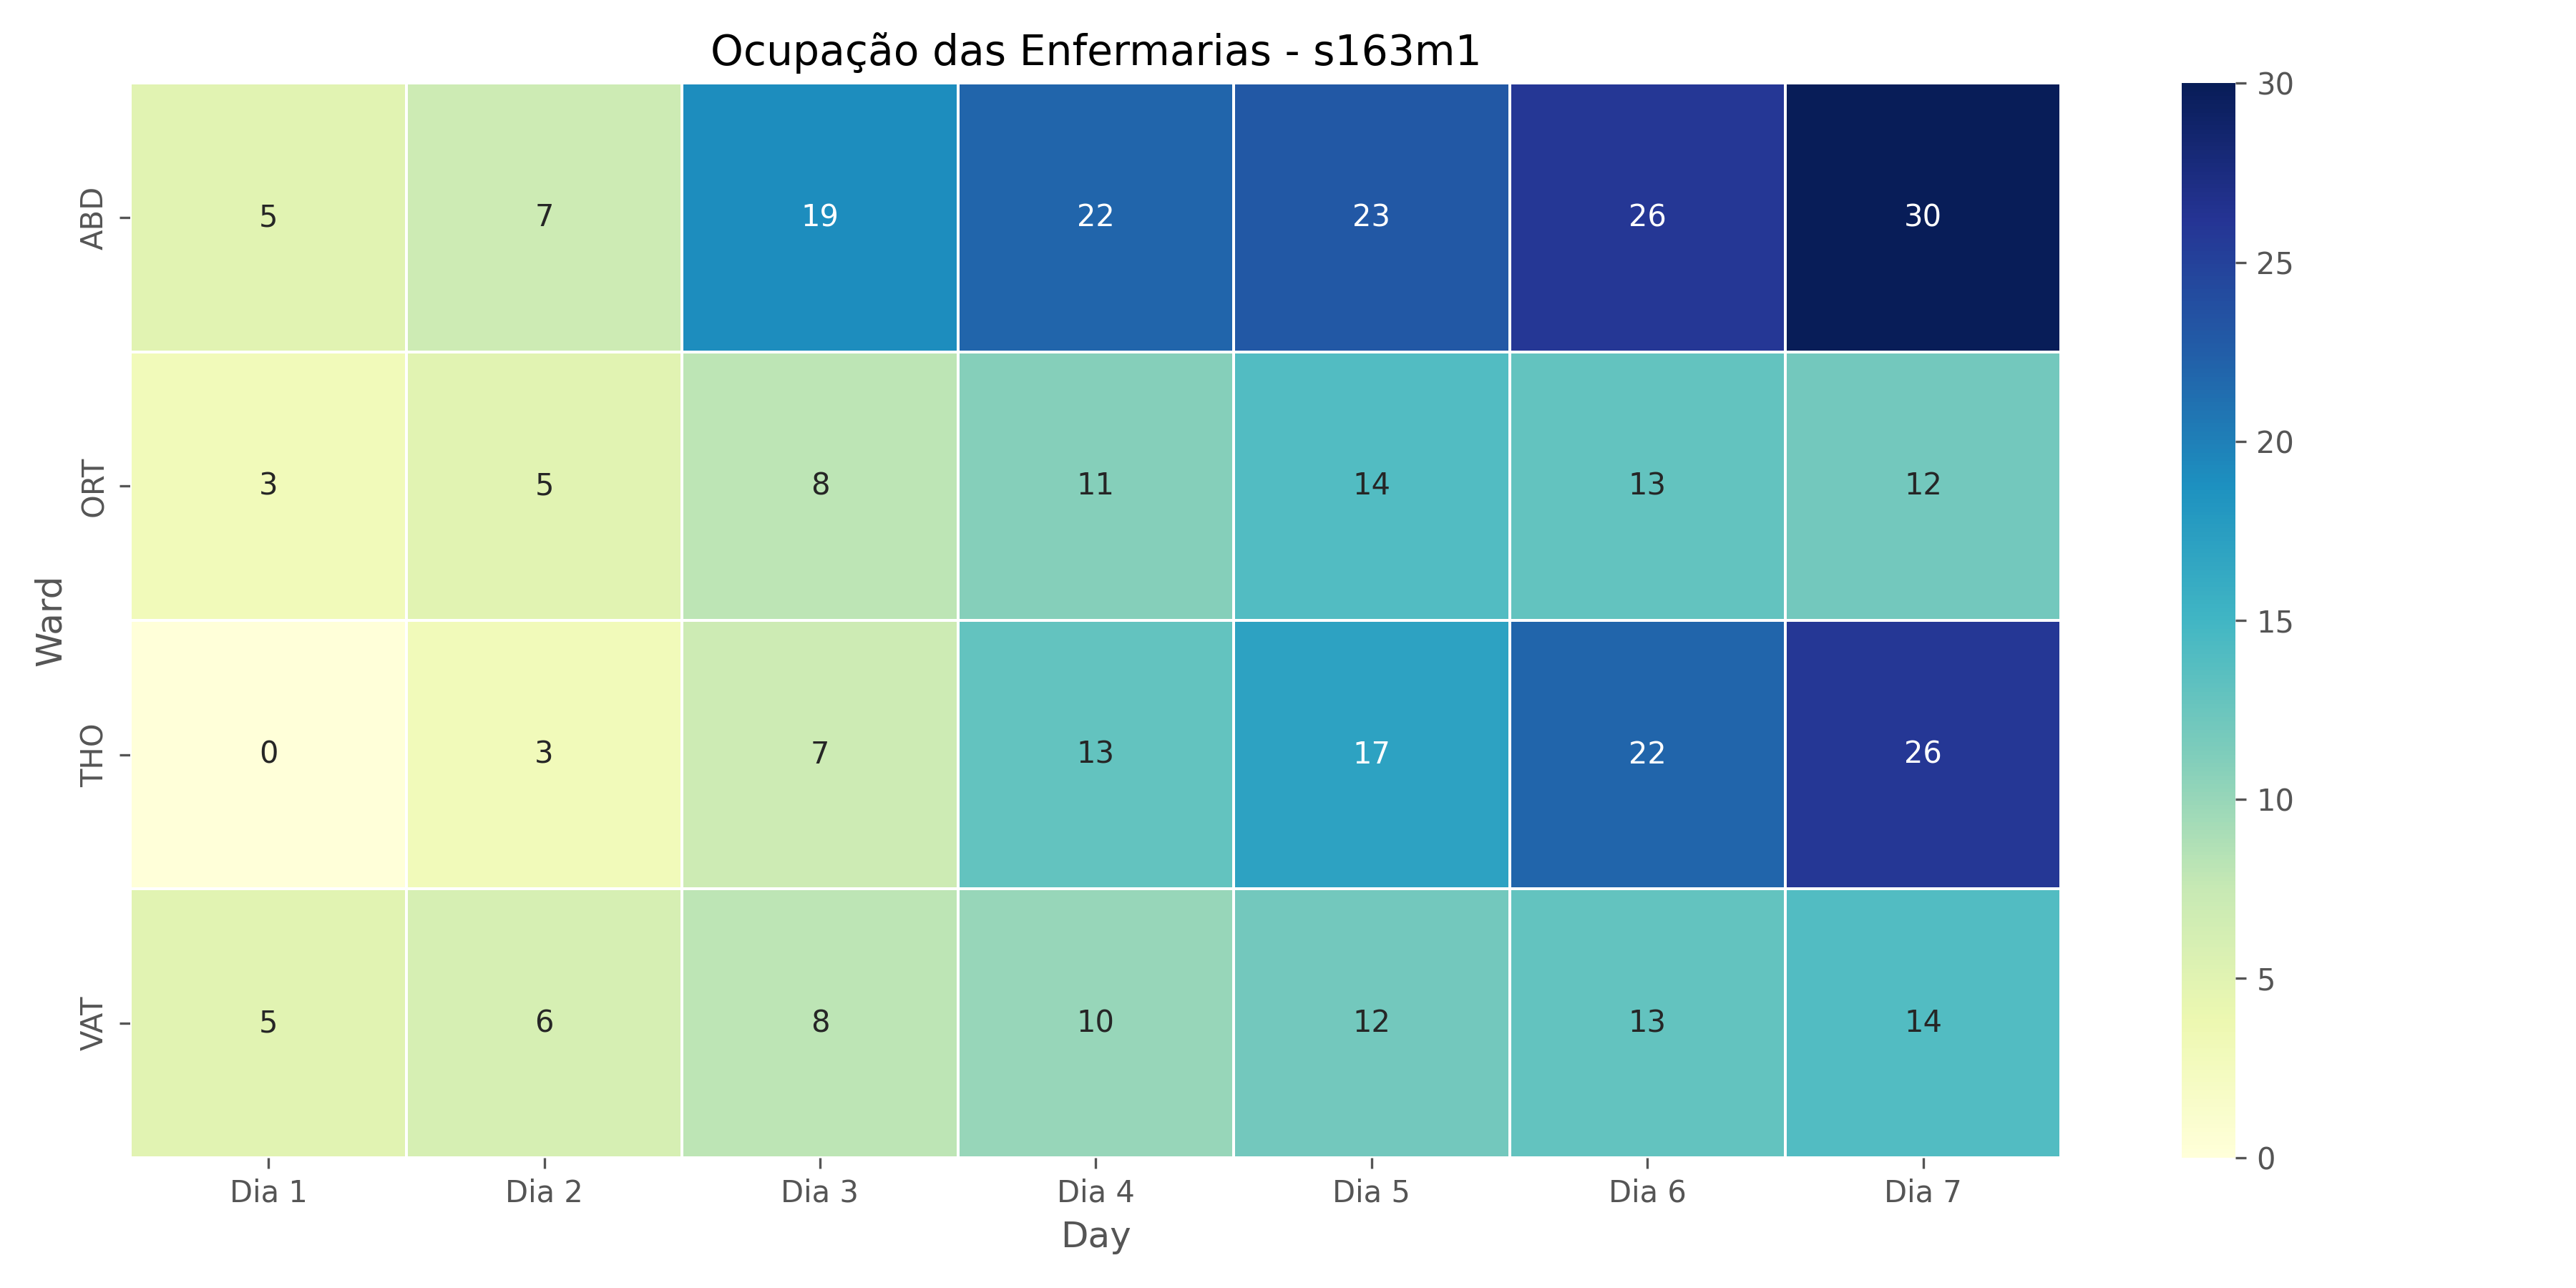 Ocupação das Enfermarias - s163m1
Ward
ABD 5 7 19 22 23 26 30
ORT 3 5 8 11 14 13 12
THO 0 3 7 13 17 22 26
VAT 5 6 8 10 12 13 14
Dia 1 Dia 2 Dia 3 Dia 4 Dia 5 Dia 6 Dia 7
Day
30
25
20
15
10
5
0